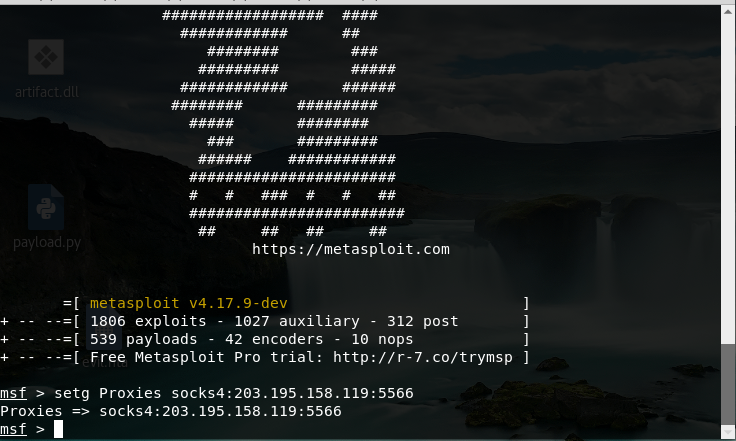 ##################  ####
############      ##
########        ###
#########        #####
############      ######
########      #########
#####       ########
###       #########
######    ############
#######################
#   #   ###  #   #   ##
########################
##     ##   ##     ##
https://metasploit.com
artifact.dll
payload.py
=[ metasploit v4.17.9-dev                          ]
+ -- --=[ 1806 exploits - 1027 auxiliary - 312 post       ]
+ -- --=[ 539 payloads - 42 encoders - 10 nops            ]
+ -- --=[ Free Metasploit Pro trial: http://r-7.co/trymsp ]
msf > setg Proxies socks4:203.195.158.119:5566
Proxies => socks4:203.195.158.119:5566
msf >